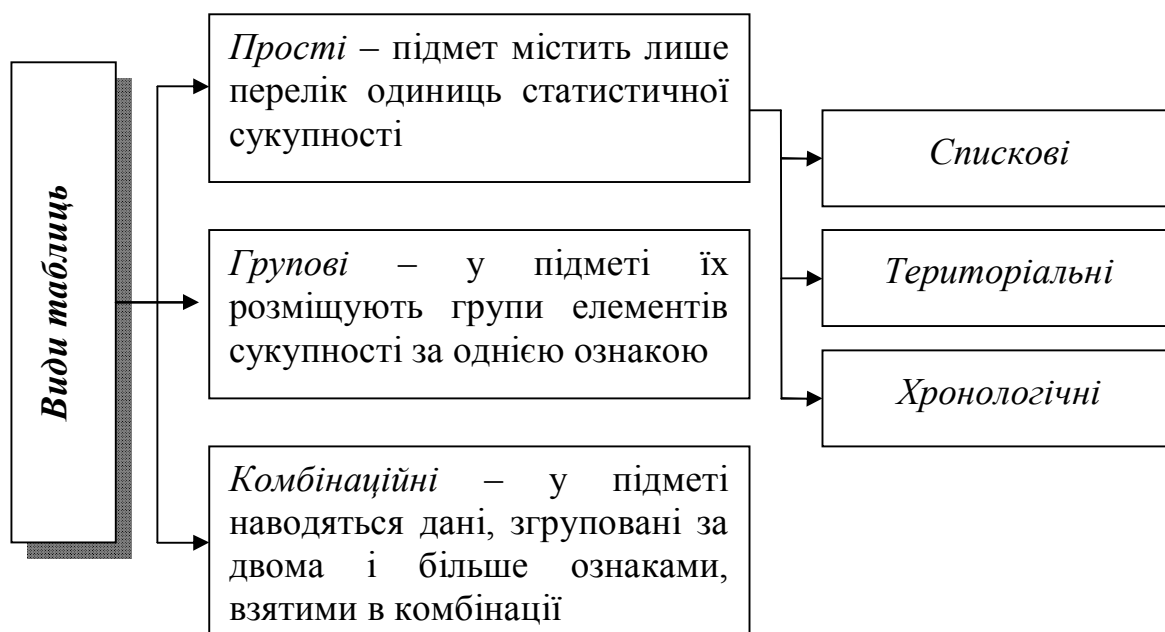 Види таблиць
Прості – підмет містить лише
перелік одиниць статистичної
сукупності
Групові – у підметі їх
розміщують групи елементів
сукупності за однією ознакою
Комбінаційні – у підметі
наводяться дані, згруповані за
двома і більше ознаками,
взятими в комбінації
Спискові
Територіальні
Хронологічні